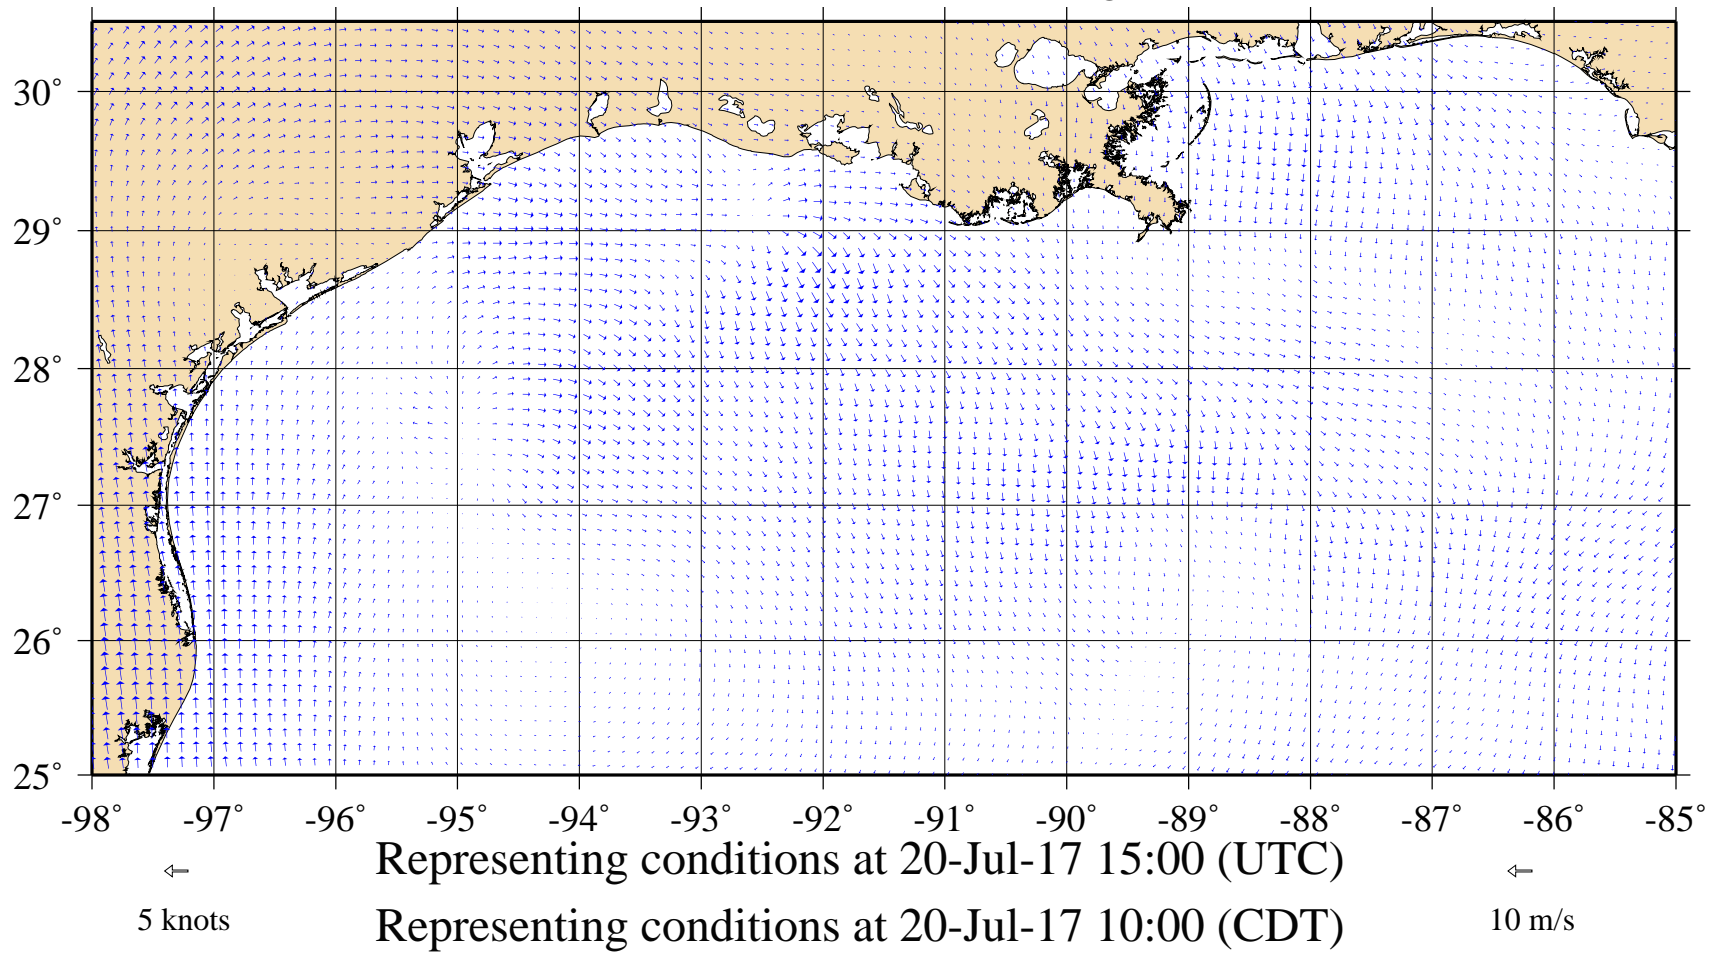 30°
29°
28°
27°
26°
25°
-98° -97° -96° -95° -94° -93° -92° -91° -90° -89° -88° -87° -86° -85°
Representing conditions at 20-Jul-17 15:00 (UTC)
5 knots
Representing conditions at 20-Jul-17 10:00 (CDT)
10 m/s